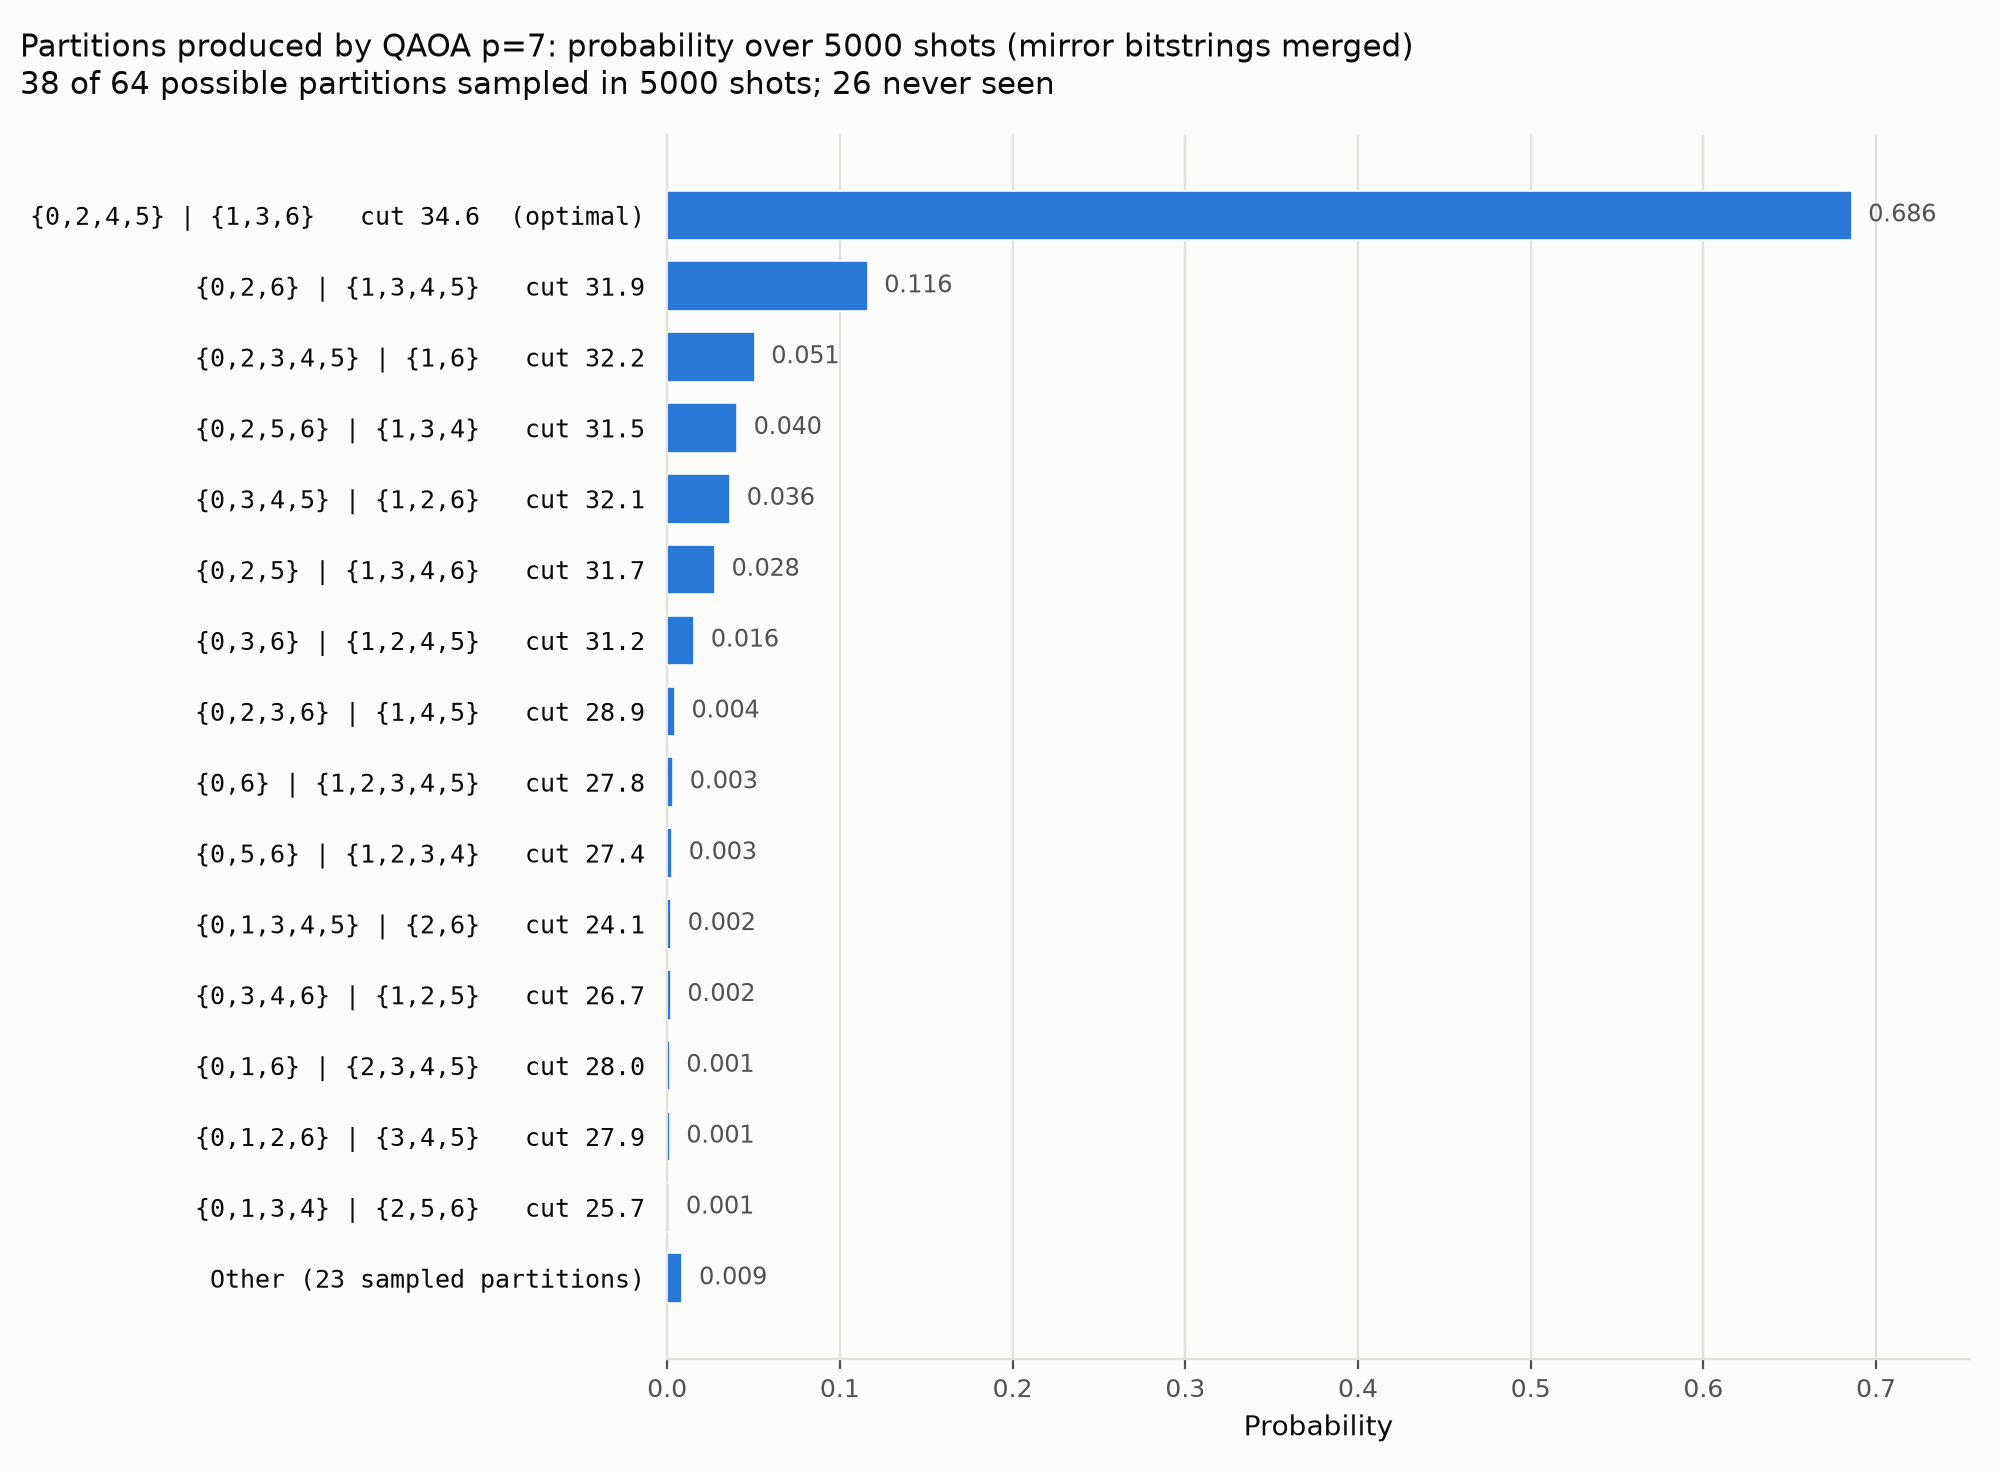 Partitions produced by QAOA p=7: probability over 5000 shots (mirror bitstrings merged)
38 of 64 possible partitions sampled in 5000 shots; 26 never seen
{0,2,4,5} | {1,3,6}   cut 34.6  (optimal) 0.686
{0,2,6} | {1,3,4,5}   cut 31.9 0.116
{0,2,3,4,5} | {1,6}   cut 32.2 0.051
{0,2,5,6} | {1,3,4}   cut 31.5 0.040
{0,3,4,5} | {1,2,6}   cut 32.1 0.036
{0,2,5} | {1,3,4,6}   cut 31.7 0.028
{0,3,6} | {1,2,4,5}   cut 31.2 0.016
{0,2,3,6} | {1,4,5}   cut 28.9 0.004
{0,6} | {1,2,3,4,5}   cut 27.8 0.003
{0,5,6} | {1,2,3,4}   cut 27.4 0.003
{0,1,3,4,5} | {2,6}   cut 24.1 0.002
{0,3,4,6} | {1,2,5}   cut 26.7 0.002
{0,1,6} | {2,3,4,5}   cut 28.0 0.001
{0,1,2,6} | {3,4,5}   cut 27.9 0.001
{0,1,3,4} | {2,5,6}   cut 25.7 0.001
Other (23 sampled partitions) 0.009
0.0 0.1 0.2 0.3 0.4 0.5 0.6 0.7
Probability